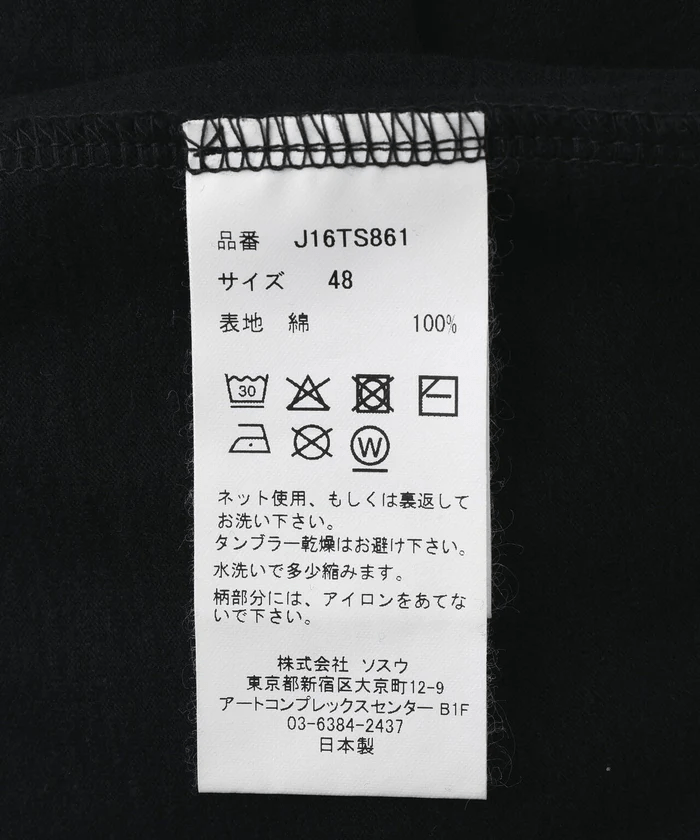 品番 J16TS861
サイズ 48
表地 綿 100%
30
W
ネット使用、もしくは裏返して
お洗い下さい。
タンブラー乾燥はお避け下さい。
水洗いで多少縮みます。
柄部分には、アイロンをあてな
いで下さい。
株式会社 ソスウ
東京都新宿区大京町12-9
アートコンプレックスセンター B1F
03-6384-2437
日本製